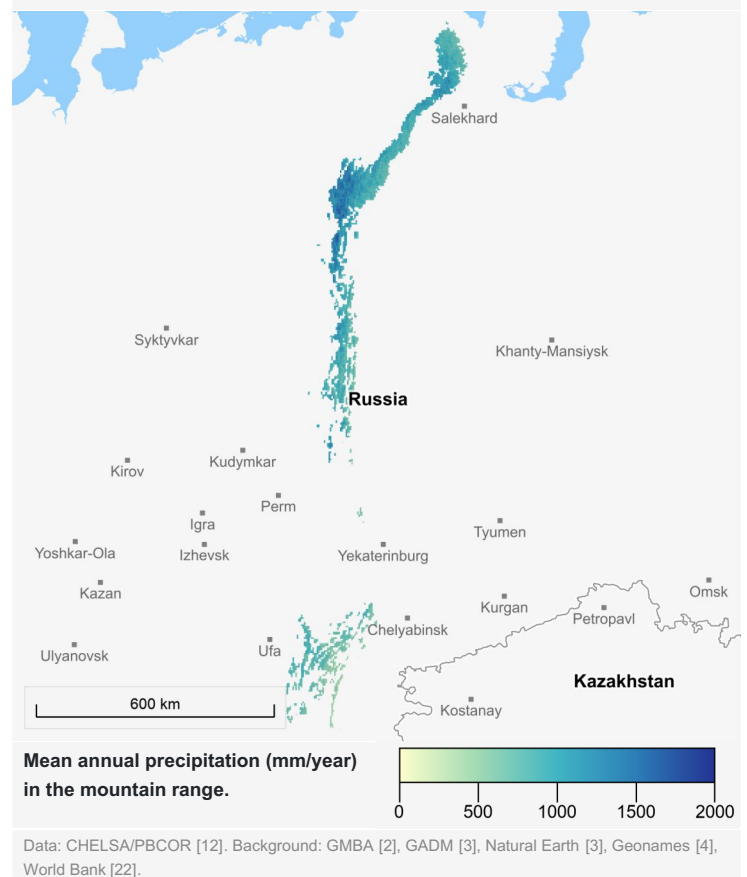 Salekhard
Syktyvkar
Khanty-Mansiysk
Russia
Kudymkar
Kirov
Perm
Igra
Tyumen
Yoshkar-Ola
Izhevsk
Yekaterinburg
Kazan
Omsk
Kurgan
Petropavl
Chelyabinsk
Ufa
Ulyanovsk
Kazakhstan
600 km
Kostanay
Mean annual precipitation (mm/year)
in the mountain range.
0 500 1000 1500 2000
Data: CHELSA/PBCOR [12]. Background: GMBA [2], GADM [3], Natural Earth [3], Geonames [4],
World Bank [22].